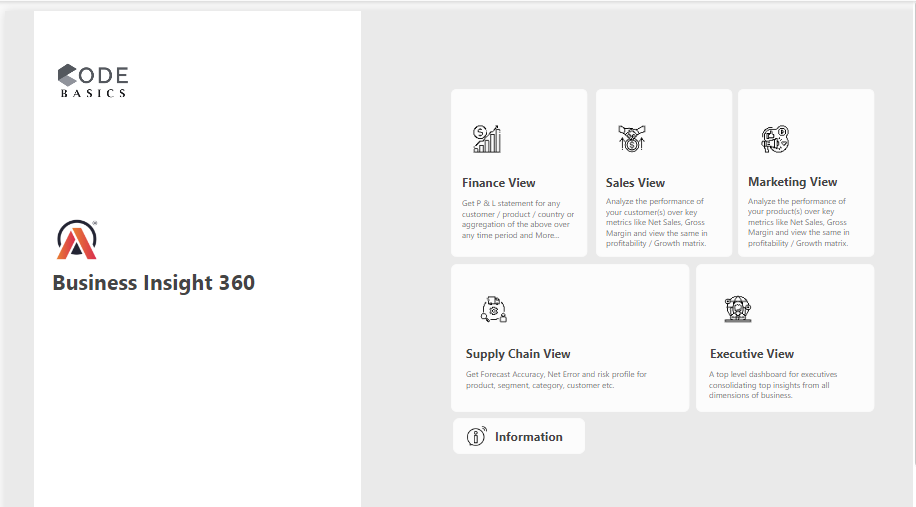 CODE
BASICS
Business Insight 360
Finance View
Get P & L statement for any
customer / product / country or
aggregation of the above over
any time period and More...
Sales View
Analyze the performance of
your customer(s) over key
metrics like Net Sales, Gross
Margin and view the same in
profitability / Growth matrix.
Marketing View
Analyze the performance of
your product(s) over key
metrics like Net Sales, Gross
Margin and view the same in
profitability / Growth matrix.
Supply Chain View
Get Forecast Accuracy, Net Error and risk profile for
product, segment, category, customer etc.
Executive View
A top level dashboard for executives
consolidating top insights from all
dimensions of business.
Information